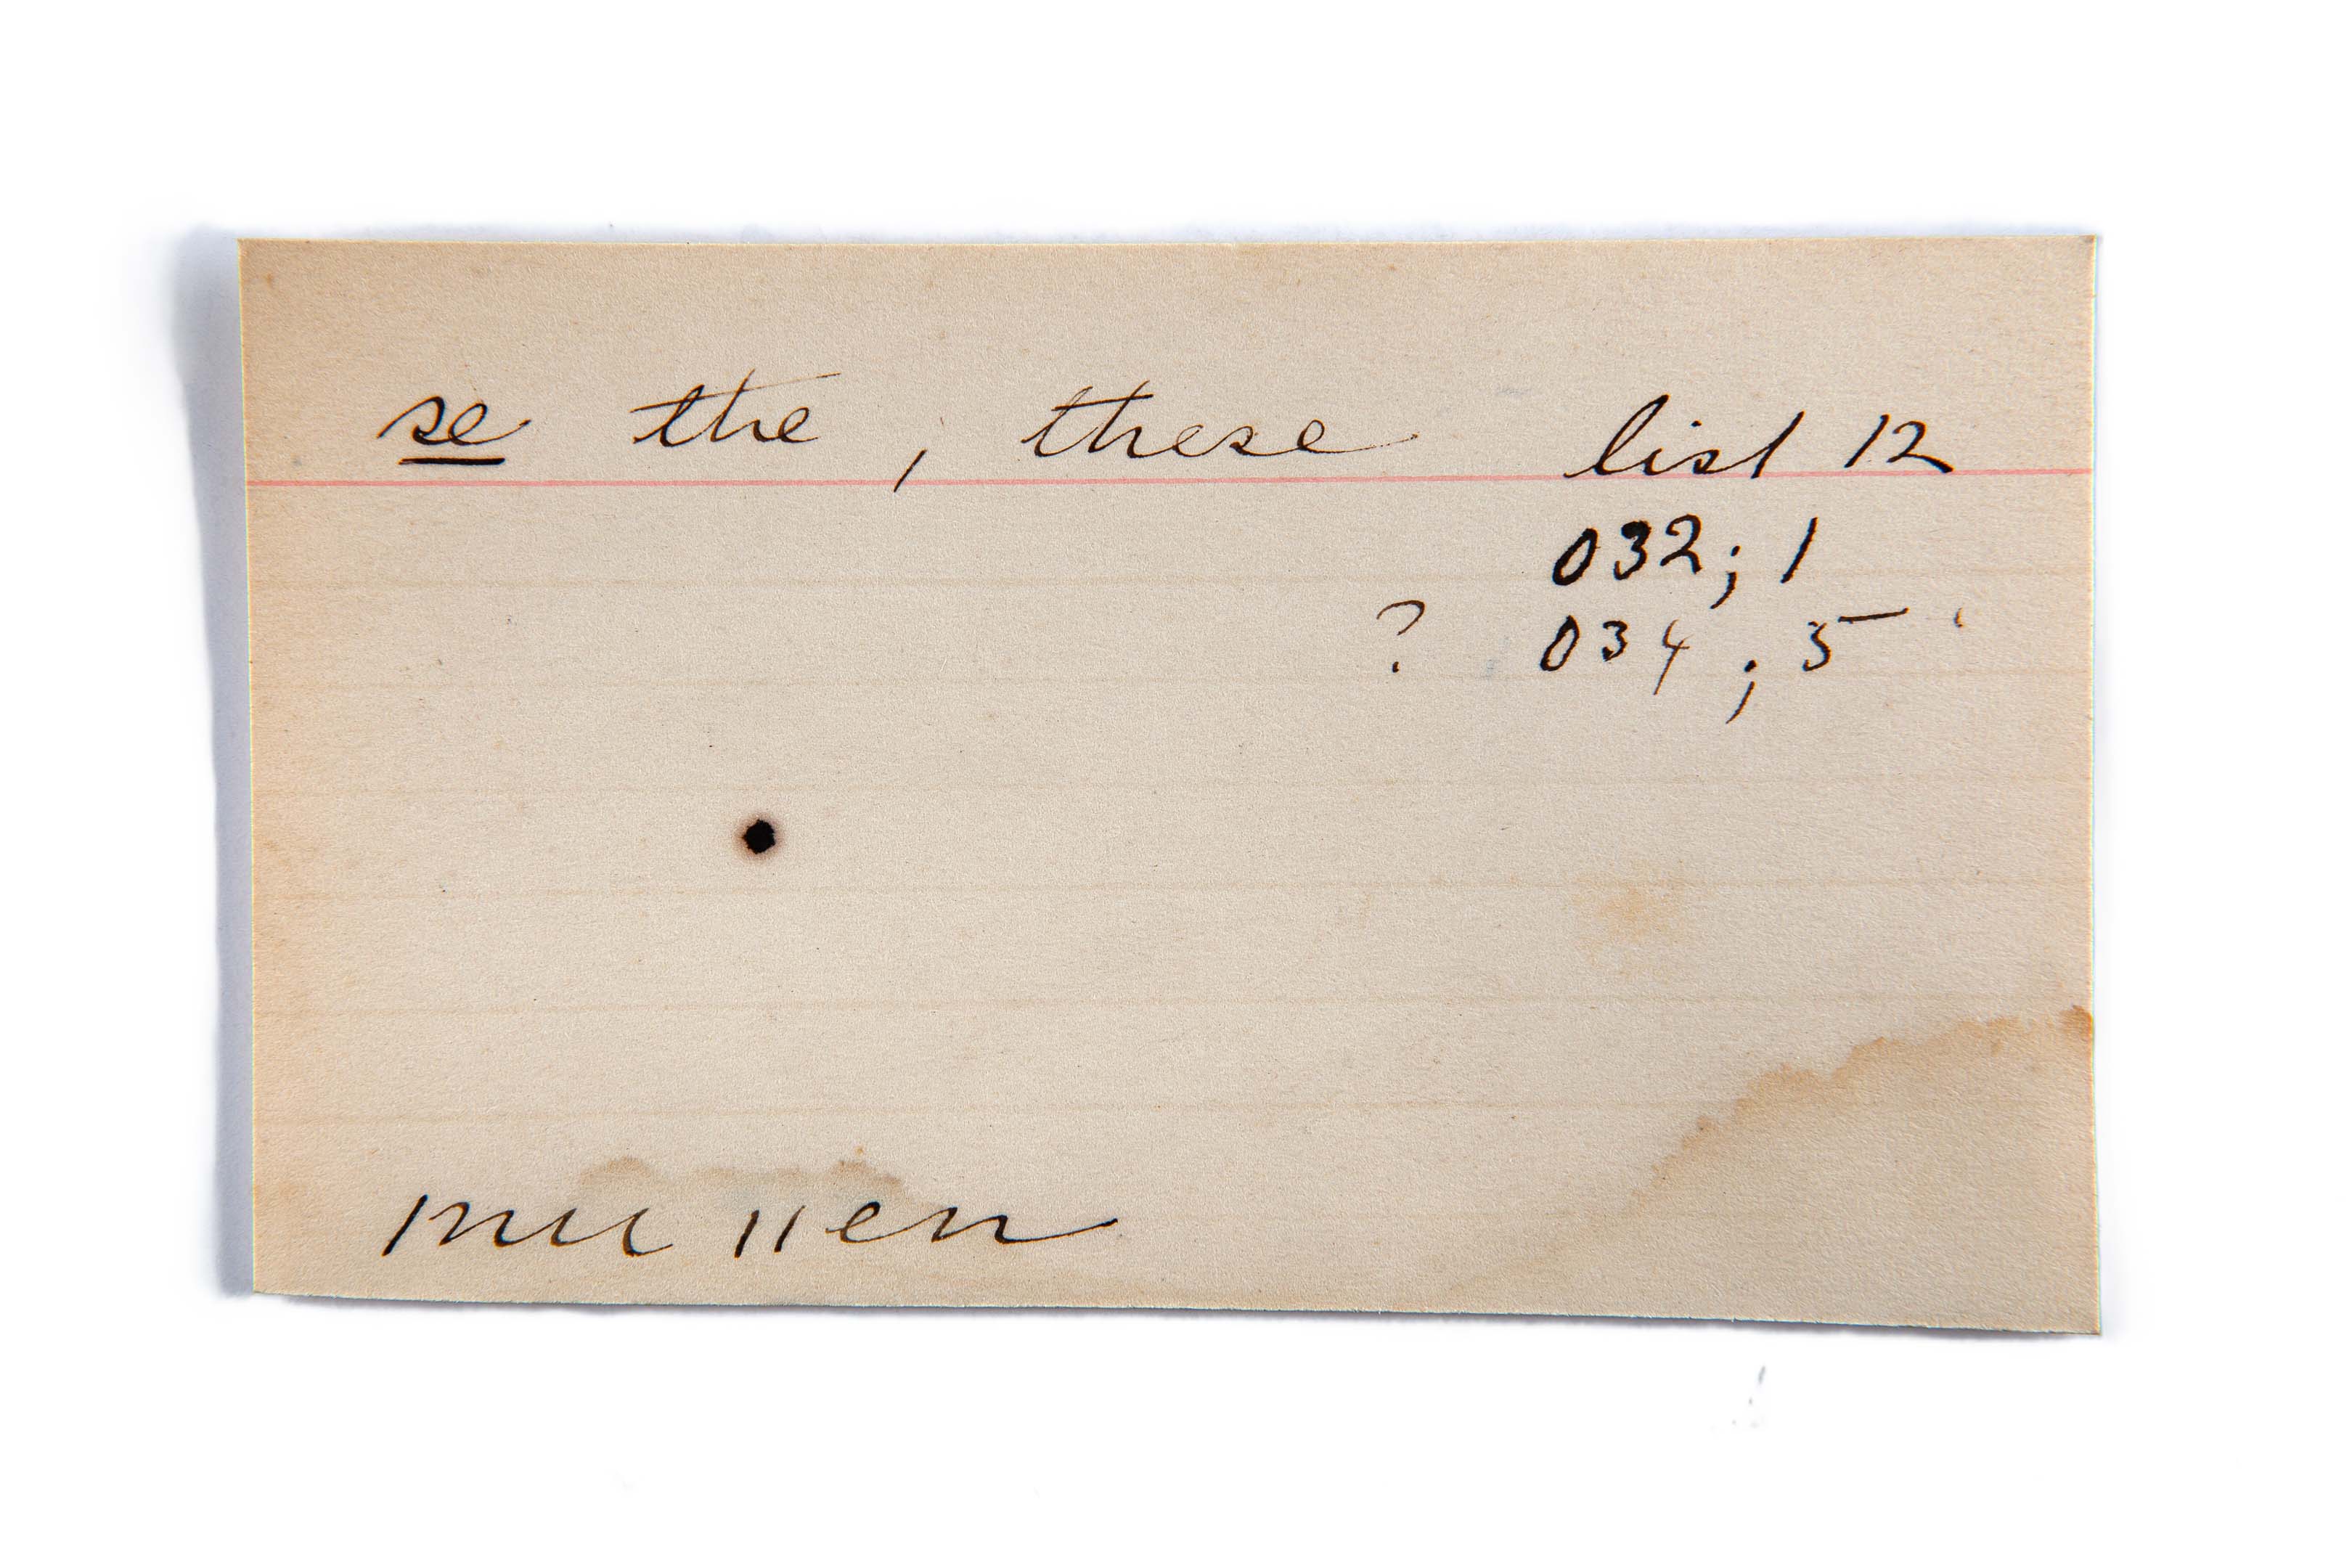 se the, these list 12
032; 1
? 034; 5